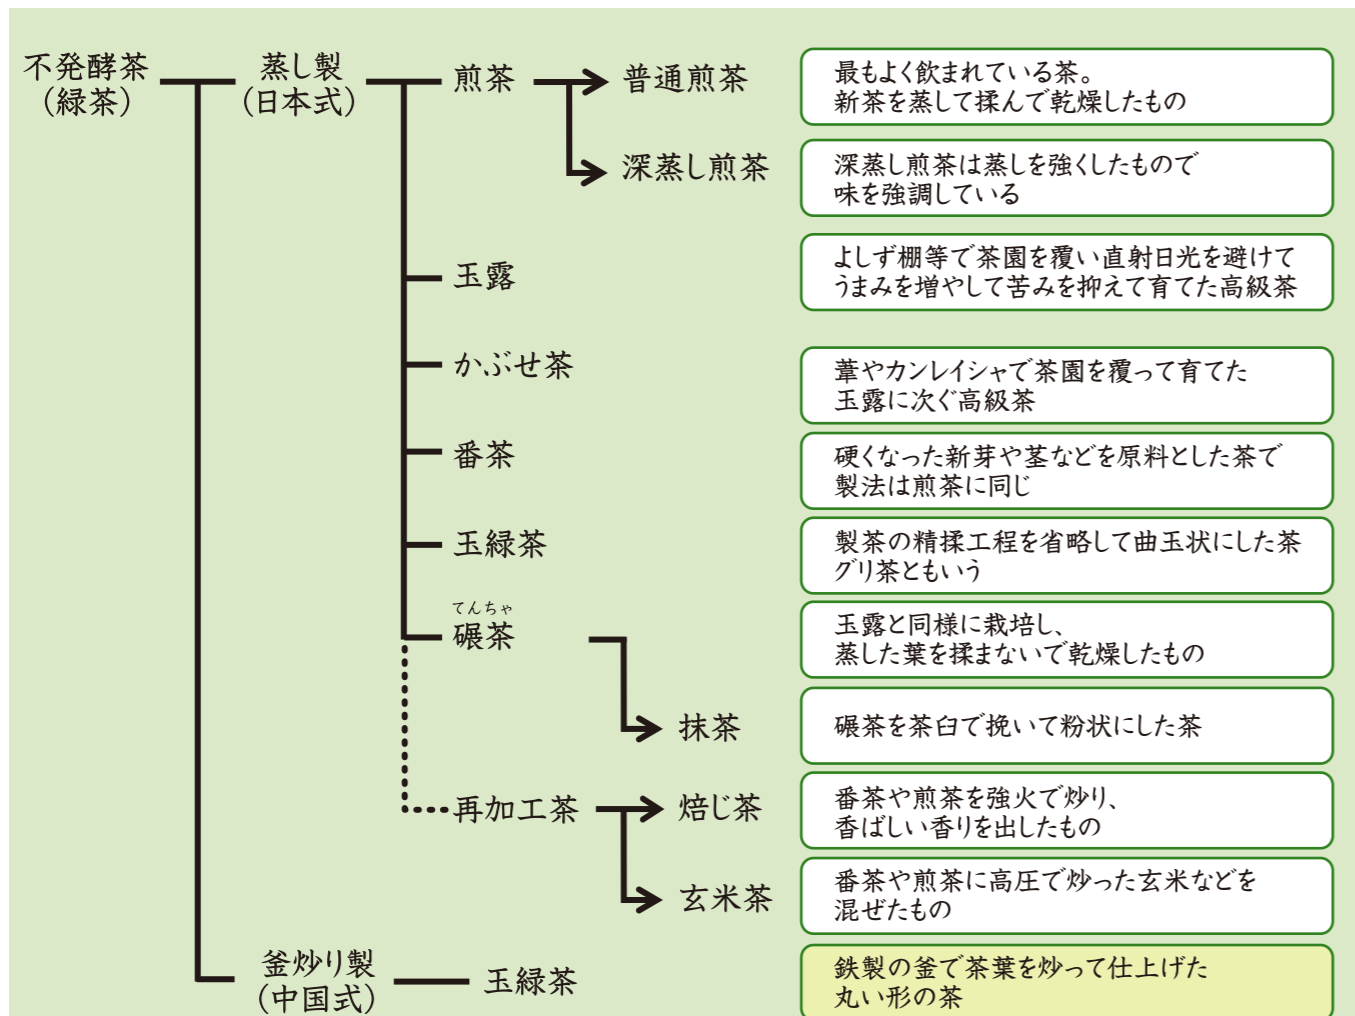 不発酵茶
(緑茶)
蒸し製
(日本式)
煎茶
普通煎茶
最もよく飲まれている茶。
新茶を蒸して揉んで乾燥したもの
深蒸し煎茶
深蒸し煎茶は蒸しを強くしたもので
味を強調している
玉露
よしず棚等で茶園を覆い直射日光を避けて
うまみを増やして苦みを抑えて育てた高級茶
かぶせ茶
葦やカンレイシャで茶園を覆って育てた
玉露に次ぐ高級茶
番茶
硬くなった新芽や茎などを原料とした茶で
製法は煎茶に同じ
玉緑茶
製茶の精揉工程を省略して曲玉状にした茶
グリ茶ともいう
てんちゃ
碾茶
玉露と同様に栽培し、
蒸した葉を揉まないで乾燥したもの
抹茶
碾茶を茶臼で挽いて粉状にした茶
再加工茶
焙じ茶
番茶や煎茶を強火で炒り、
香ばしい香りを出したもの
玄米茶
番茶や煎茶に高圧で炒った玄米などを
混ぜたもの
釜炒り製
(中国式)
玉緑茶
鉄製の釜で茶葉を炒って仕上げた
丸い形の茶